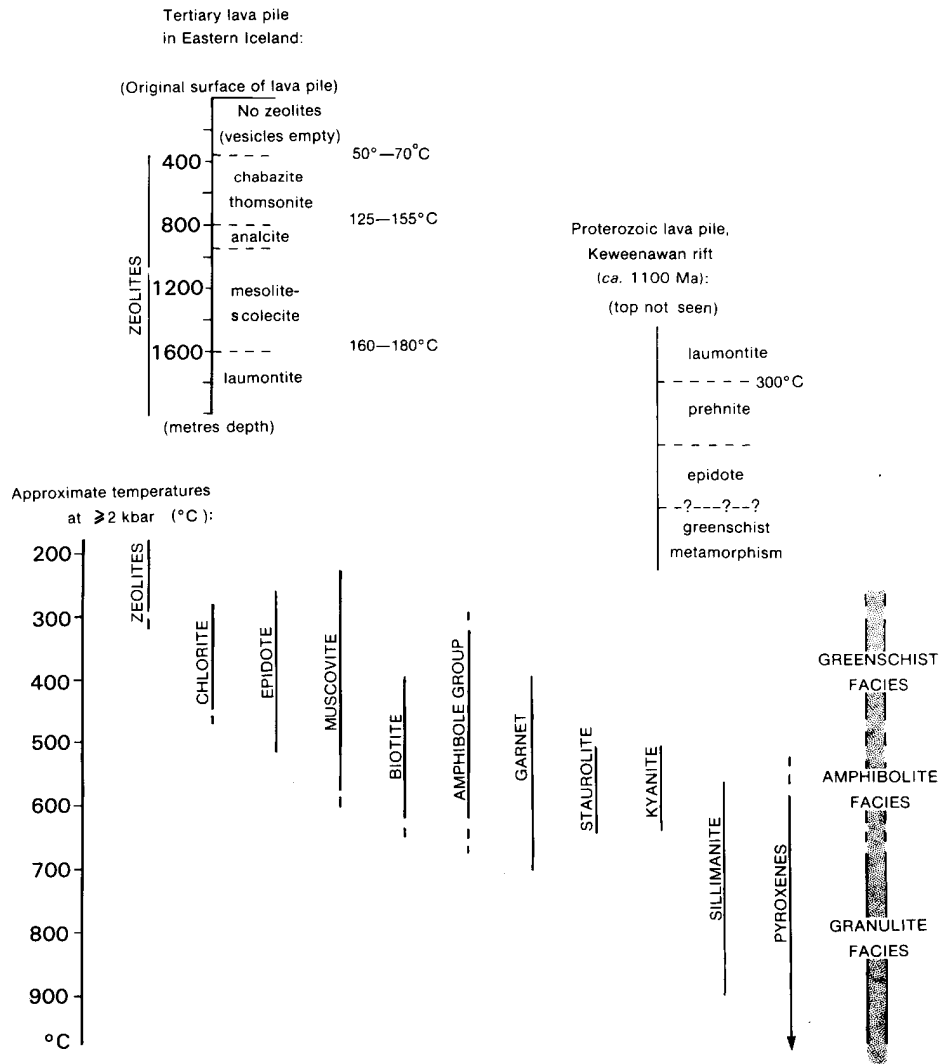 Tertiary lava pile
in Eastern Iceland:
(Original surface of lava pile)
No zeolites
(vesicles empty)
50°—70°C
400
chabazite
thomsonite
800
125—155°C
analcite
ZEOLITES
1200
mesolite-
scolecite
1600
160—180°C
laumontite
(metres depth)
Proterozoic lava pile,
Keweenawan rift
(ca. 1100 Ma):
(top not seen)
laumontite
300°C
prehnite
epidote
-?---?--?
greenschist
metamorphism
Approximate temperatures
at ⩾2 kbar (°C):
200
300
400
500
600
700
800
900
°C
ZEOLITES
CHLORITE
EPIDOTE
MUSCOVITE
BIOTITE
AMPHIBOLE GROUP
GARNET
STAUROLITE
KYANITE
SILLIMANITE
PYROXENES
GREENSCHIST
FACIES
AMPHIBOLITE
FACIES
GRANULITE
FACIES